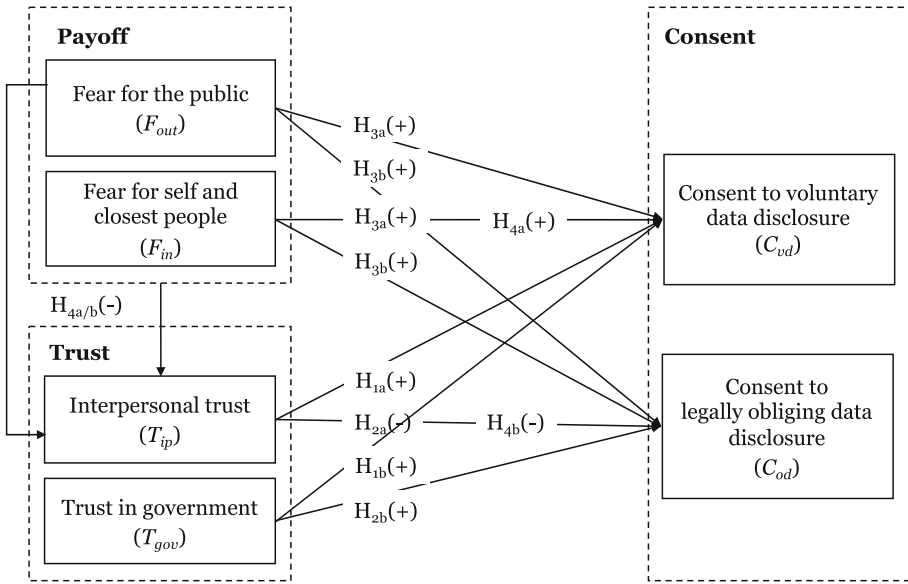 Payoff
Fear for the public
(F_out)
Fear for self and
closest people
(F_in)
H_4a/b(-)
Trust
Interpersonal trust
(T_ip)
Trust in government
(T_gov)
H_3a(+)
H_3b(+)
H_3a(+)
H_4a(+)
H_3b(+)
H_1a(+)
H_2a(-)
H_4b(-)
H_1b(+)
H_2b(+)
Consent
Consent to voluntary
data disclosure
(C_vd)
Consent to
legally obliging data
disclosure
(C_od)